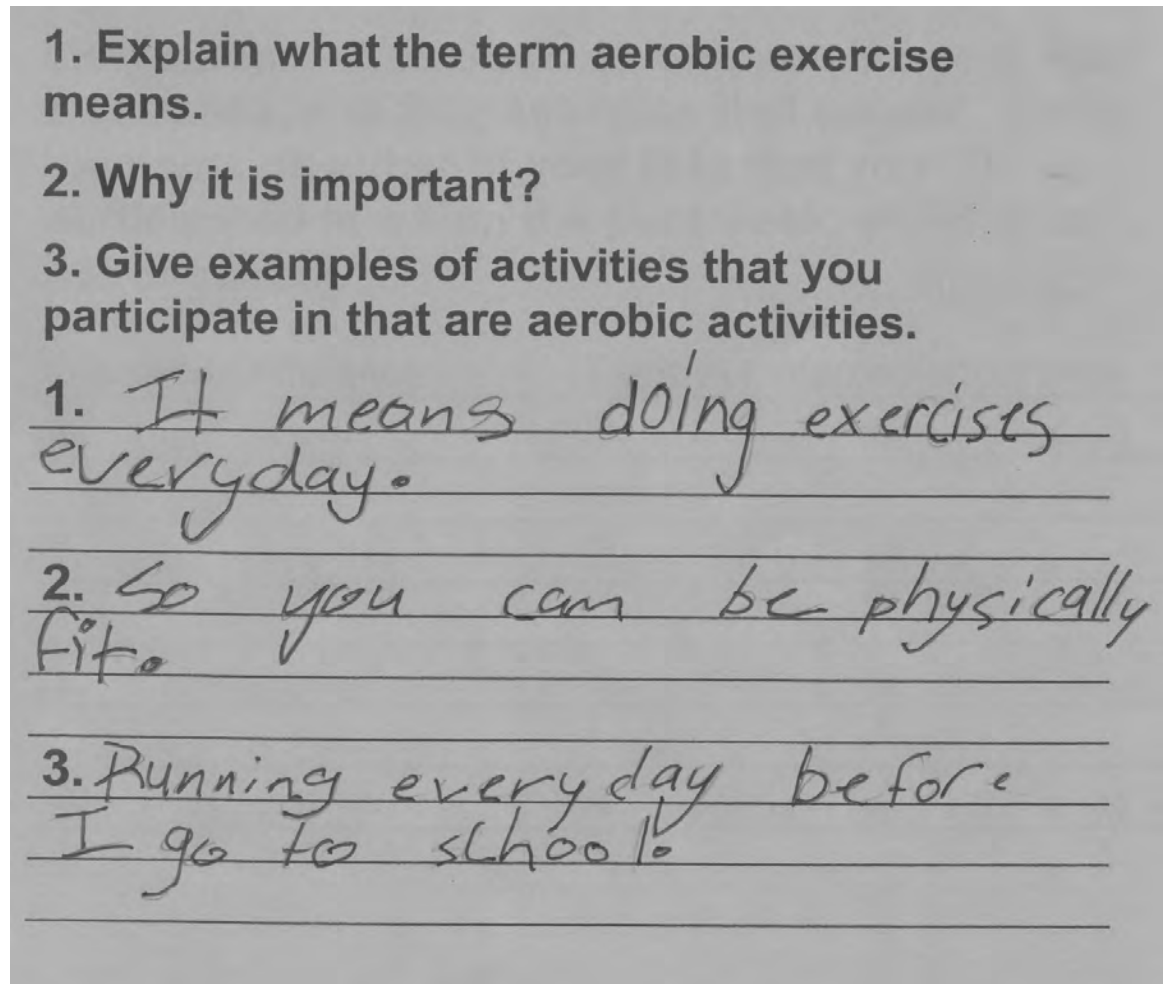 1. Explain what the term aerobic exercise
means.
2. Why it is important?
3. Give examples of activities that you
participate in that are aerobic activities.
1. It means doing exercises
everyday.
2. So you can be physically
fit.
3. Running everyday before
I go to school.